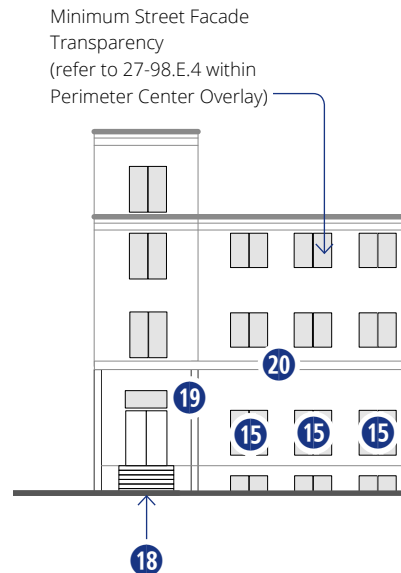 Minimum Street Facade
Transparency
(refer to 27-98.E.4 within
Perimeter Center Overlay)
20
19
15 15 15
18